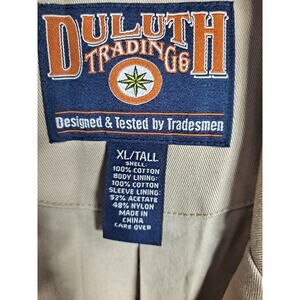 DULUTH
TRADING Co
Designed & Tested by Tradesmen
XL/TALL
SHELL:
100% COTTON
BODY LINING:
100% COTTON
SLEEVE LINING:
52% ACETATE
48% NYLON
MADE IN
CHINA
CARE OVER